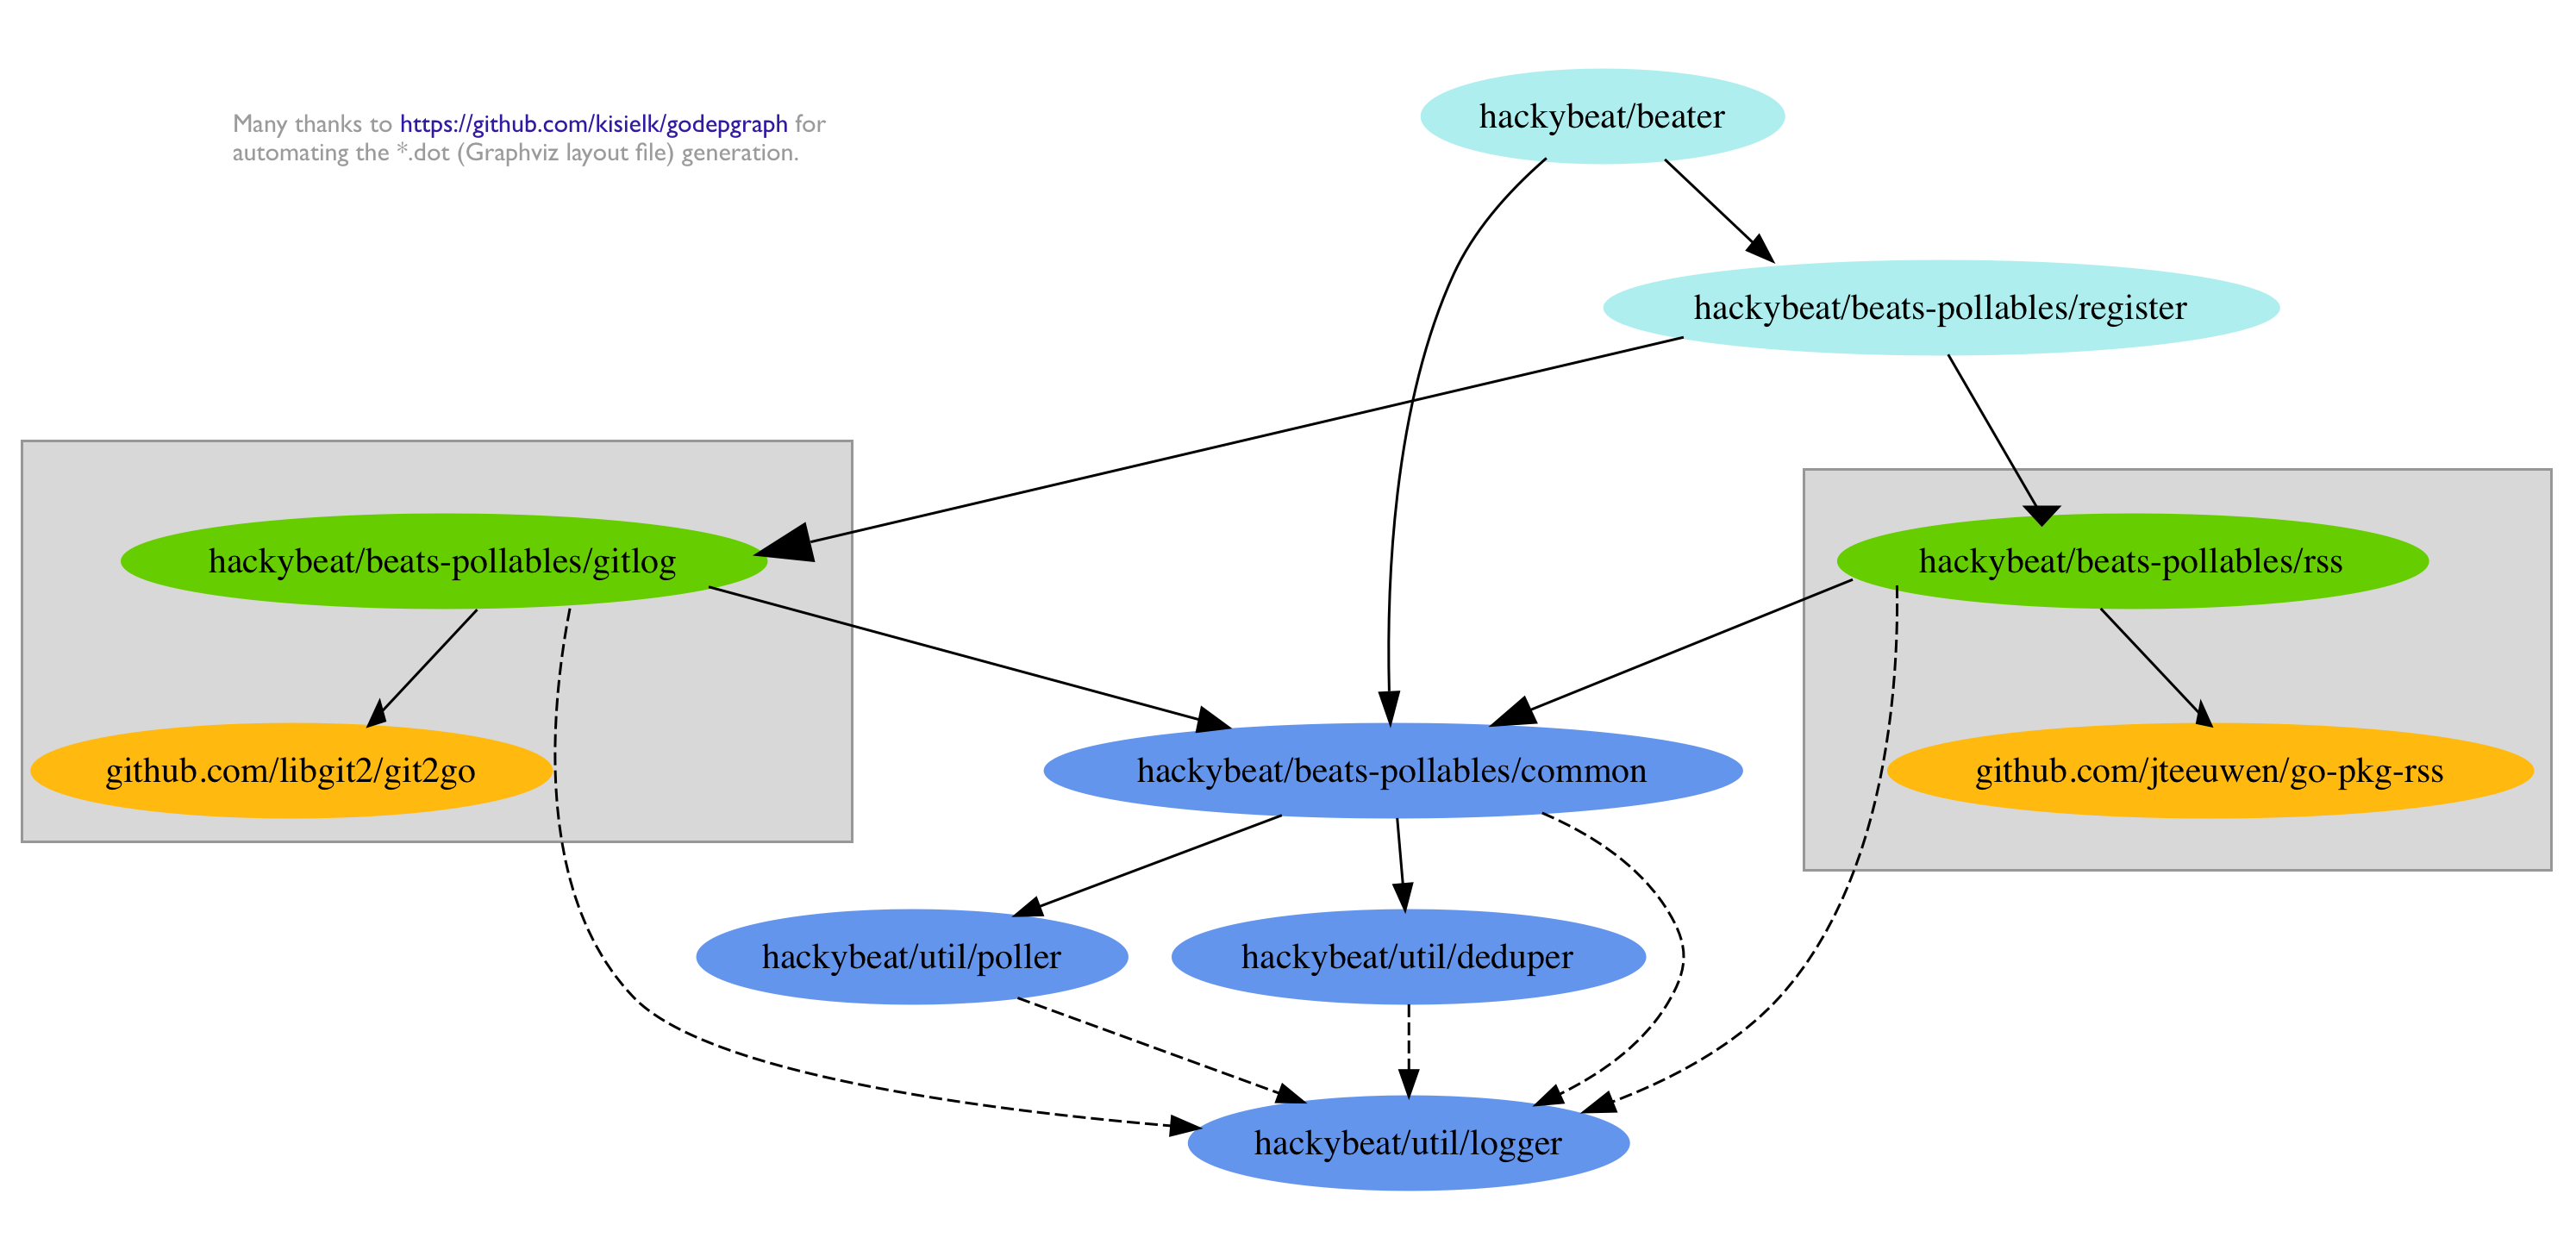 Many thanks to https://github.com/kisielk/godepgraph for
automating the *.dot (Graphviz layout file) generation.
hackybeat/beater
hackybeat/beats-pollables/register
hackybeat/beats-pollables/gitlog
hackybeat/beats-pollables/rss
github.com/libgit2/git2go
hackybeat/beats-pollables/common
github.com/jteeuwen/go-pkg-rss
hackybeat/util/poller
hackybeat/util/deduper
hackybeat/util/logger